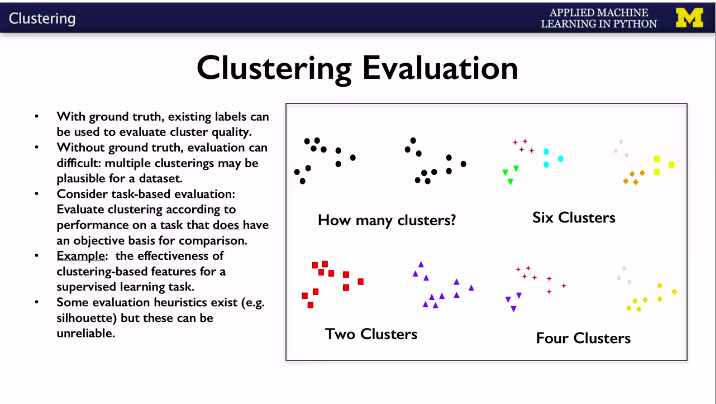 Clustering
APPLIED MACHINE
LEARNING IN PYTHON
M
Clustering Evaluation
• With ground truth, existing labels can
be used to evaluate cluster quality.
• Without ground truth, evaluation can
difficult: multiple clusterings may be
plausible for a dataset.
• Consider task-based evaluation:
Evaluate clustering according to
performance on a task that does have
an objective basis for comparison.
• Example: the effectiveness of
clustering-based features for a
supervised learning task.
• Some evaluation heuristics exist (e.g.
silhouette) but these can be
unreliable.
How many clusters?
Six Clusters
Two Clusters
Four Clusters